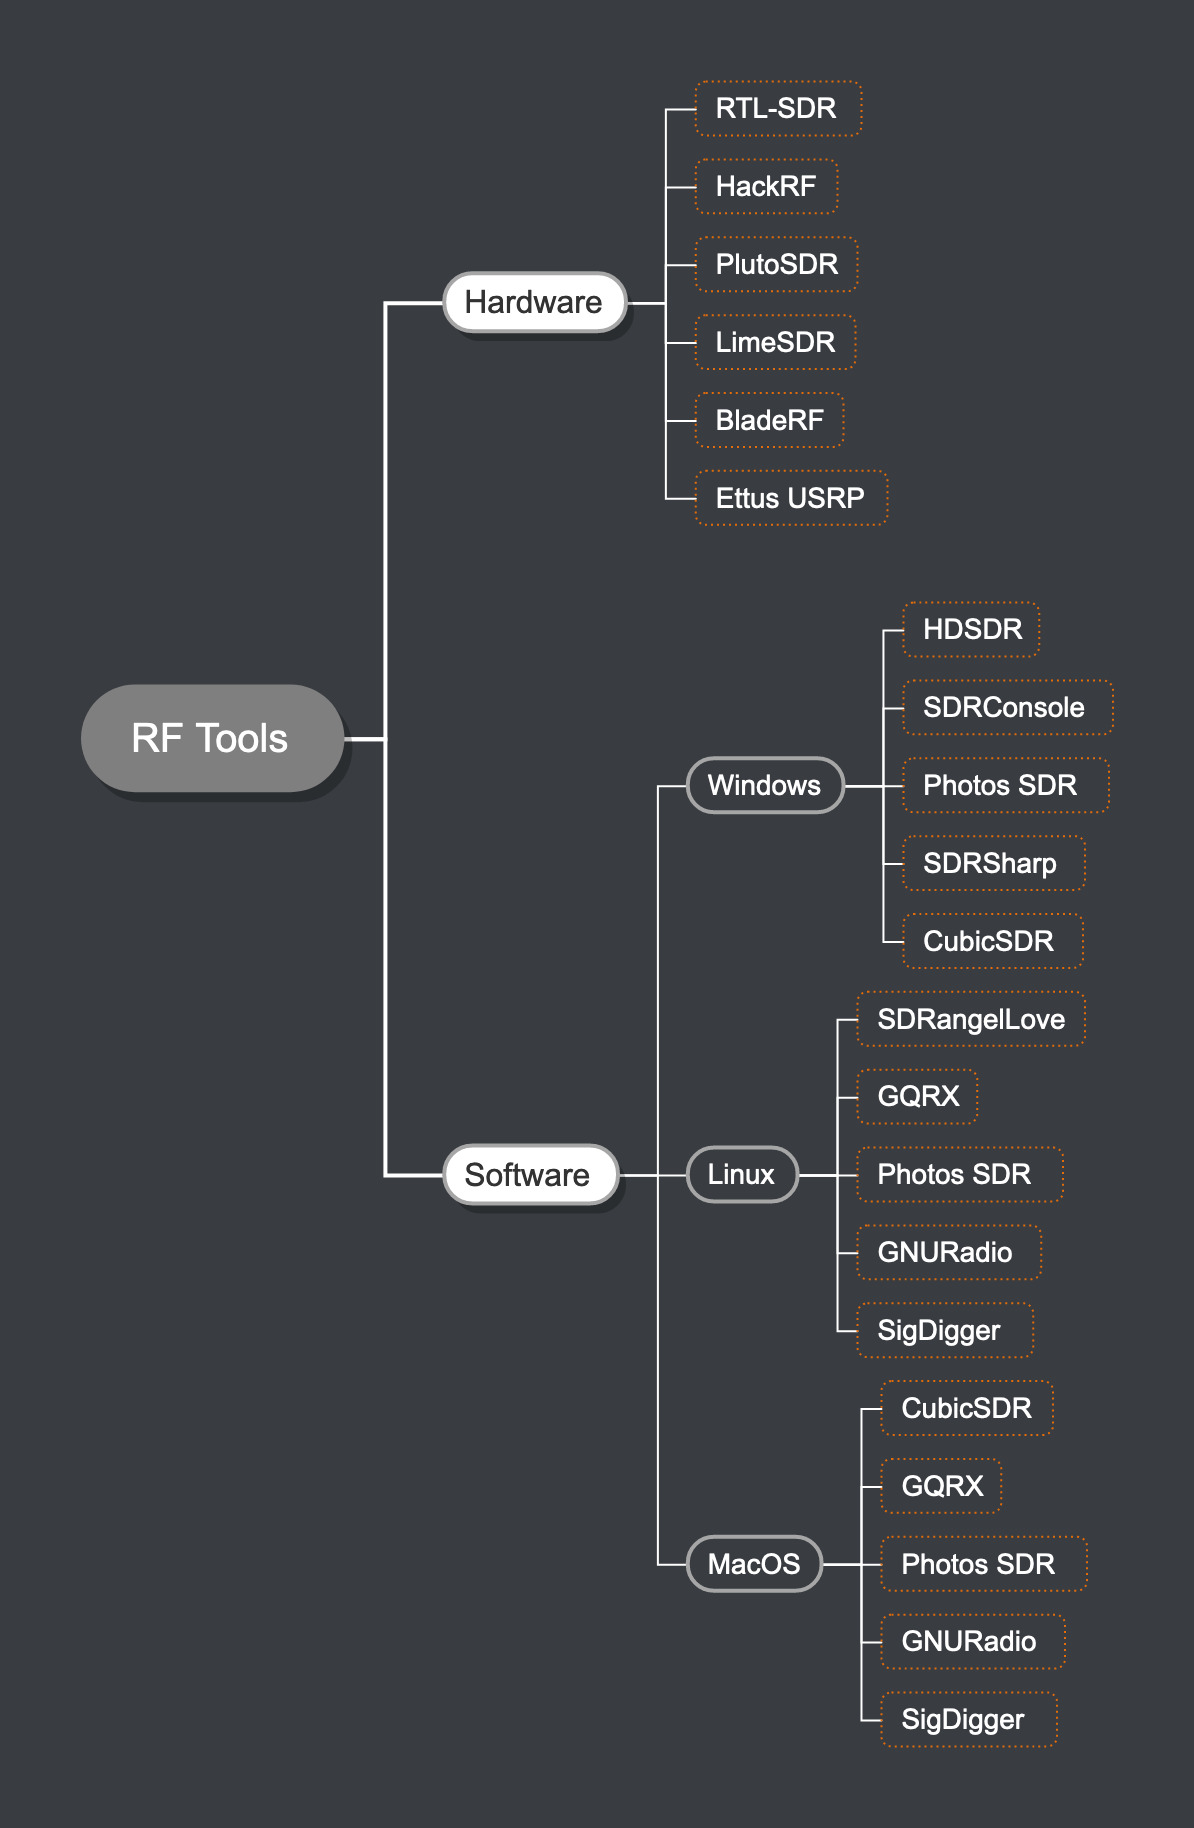 RF Tools
Hardware
RTL-SDR
HackRF
PlutoSDR
LimeSDR
BladeRF
Ettus USRP
Software
Windows
HDSDR
SDRConsole
Photos SDR
SDRSharp
CubicSDR
Linux
SDRangelLove
GQRX
Photos SDR
GNURadio
SigDigger
MacOS
CubicSDR
GQRX
Photos SDR
GNURadio
SigDigger